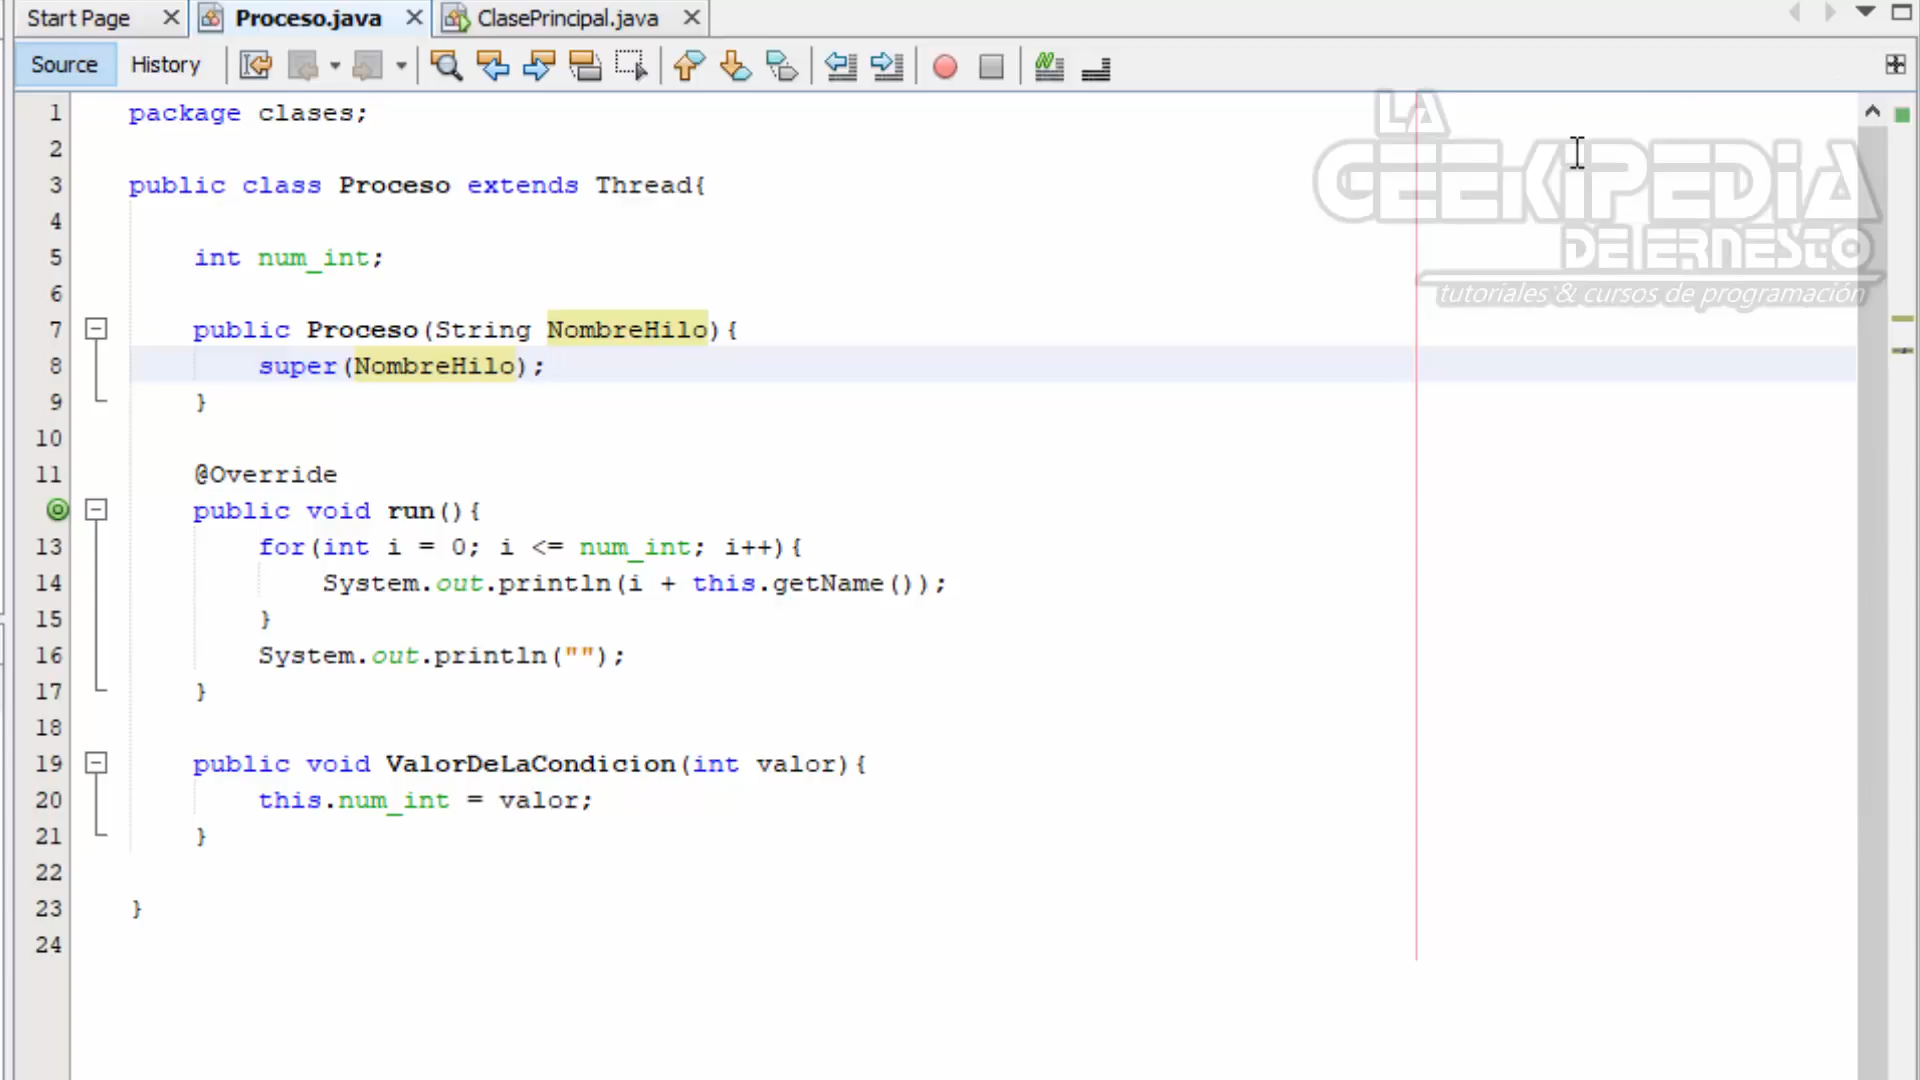 Start Page Proceso.java ClasePrincipal.java
Source History
LA
GEEKIPEDIA
DE ERNESTO
tutoriales & cursos de programación
1 package clases;
2
3 public class Proceso extends Thread{
4
5 int num_int;
6
7 public Proceso(String NombreHilo){
8 super(NombreHilo);
9 }
10
11 @Override
public void run(){
13 for(int i = 0; i <= num_int; i++){
14 System.out.println(i + this.getName());
15 }
16 System.out.println("");
17 }
18
19 public void ValorDeLaCondicion(int valor){
20 this.num_int = valor;
21 }
22
23 }
24